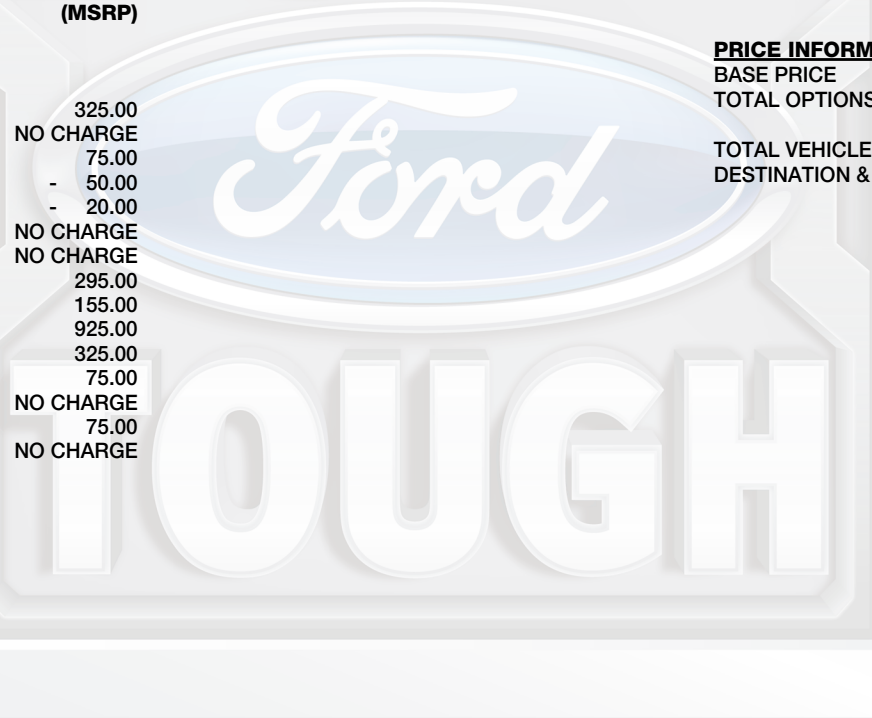 (MSRP)
325.00
NO CHARGE
75.00
- 50.00
- 20.00
NO CHARGE
NO CHARGE
295.00
155.00
925.00
325.00
75.00
NO CHARGE
75.00
NO CHARGE
PRICE INFORM
BASE PRICE
TOTAL OPTIONS
TOTAL VEHICLE
DESTINATION &
Ford
TOUGH